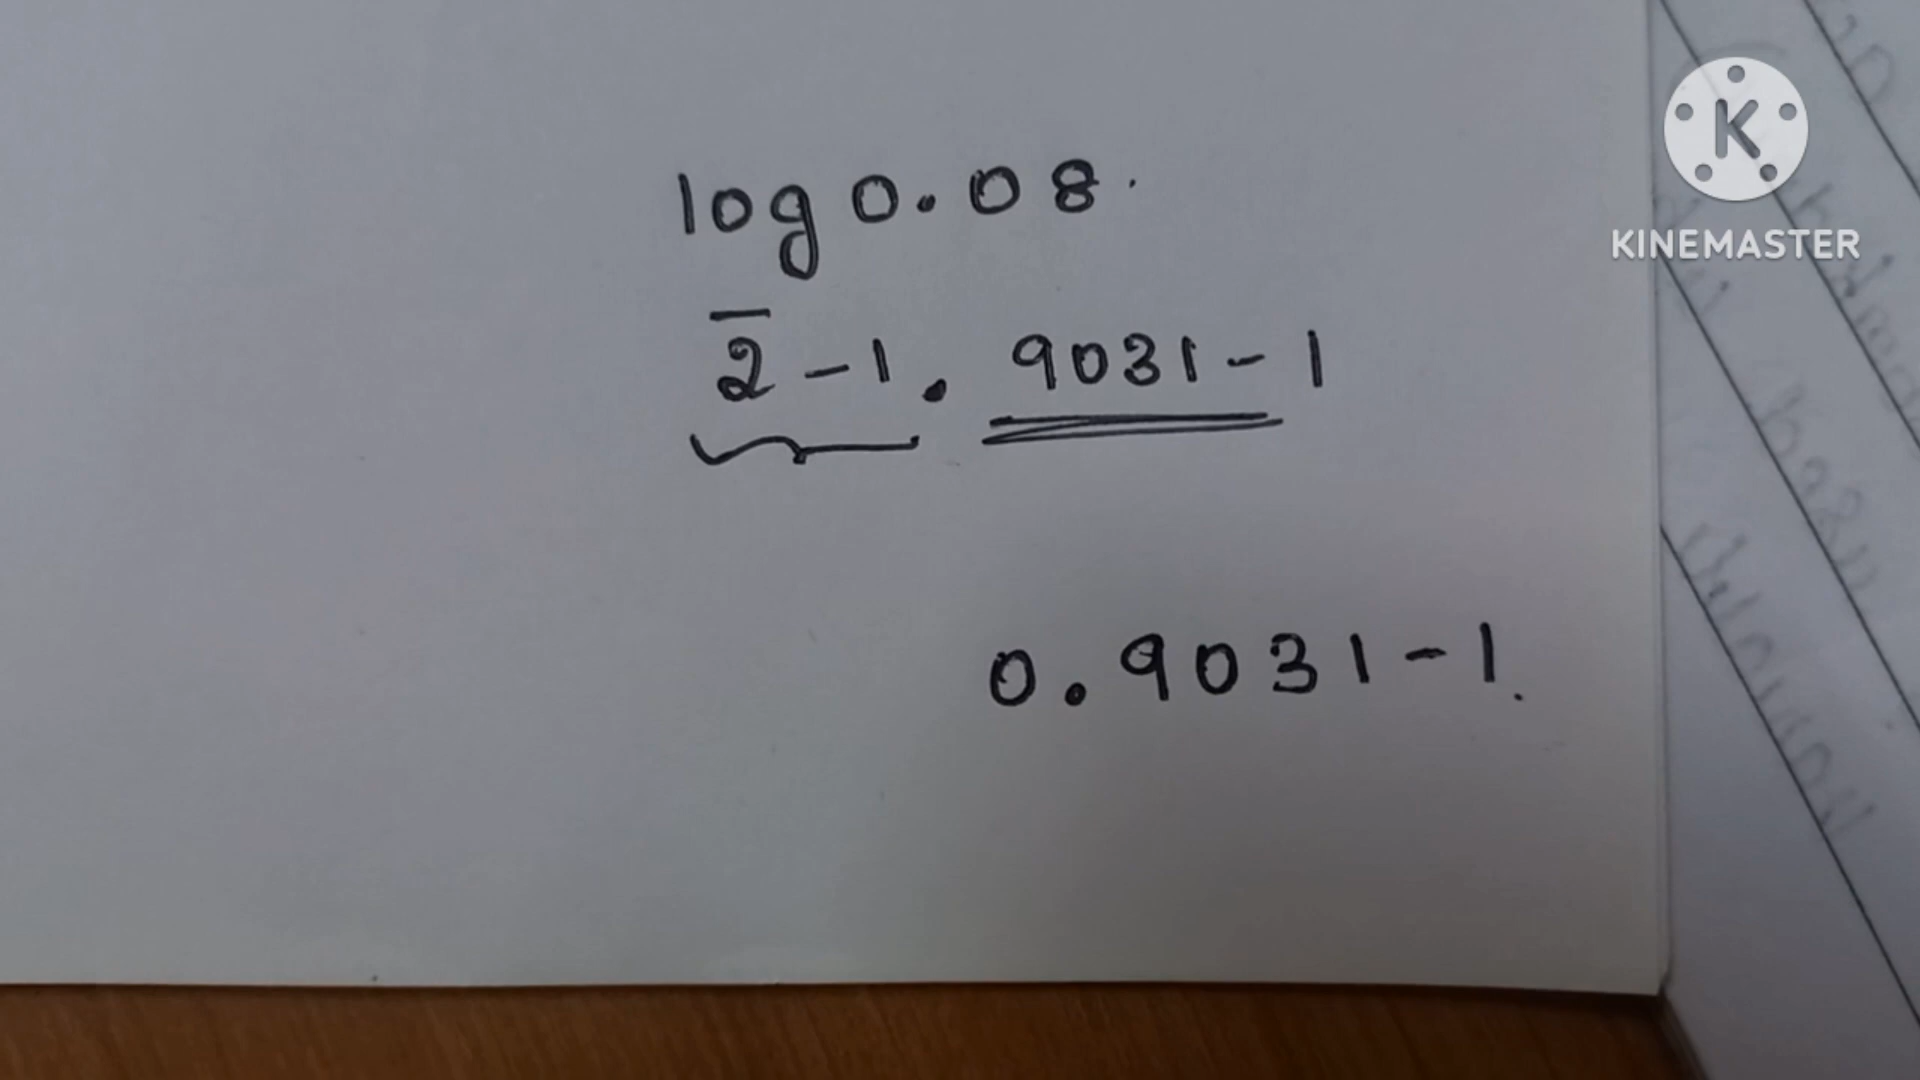 log 0.08.
2̅ - 1 . 9031 - 1
0.9031 - 1.
KINEMASTER